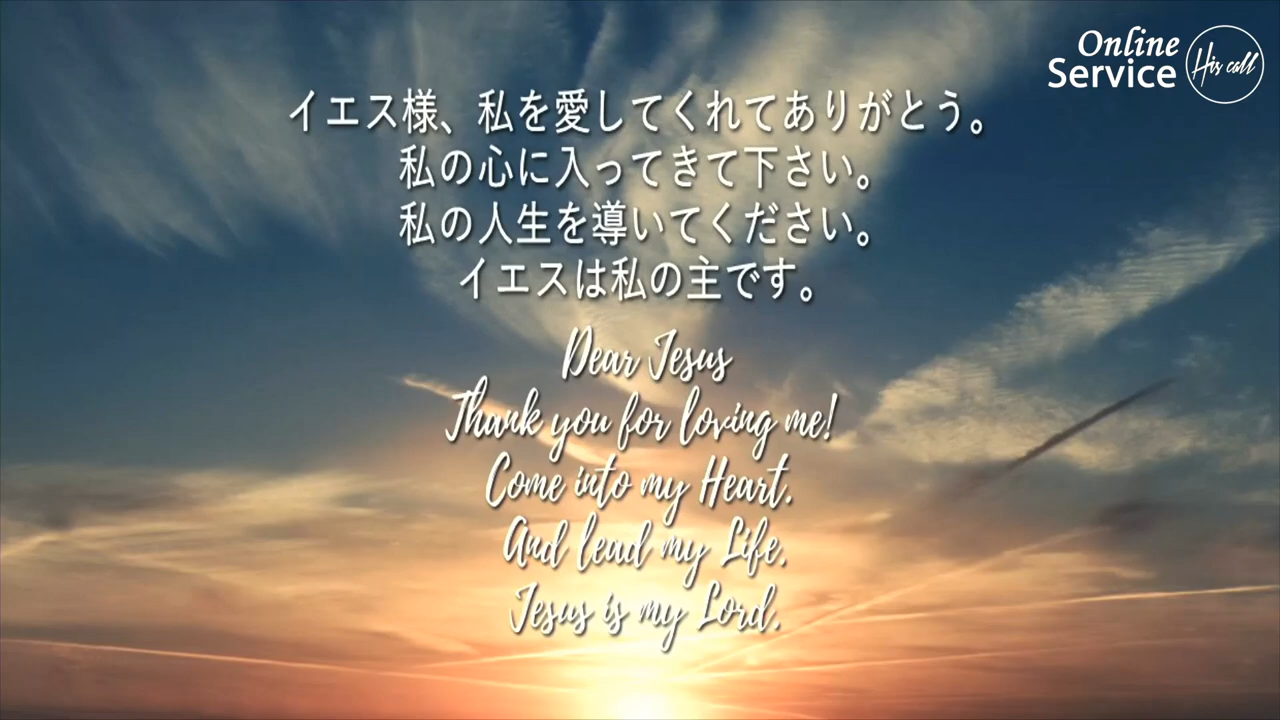 Online
Service
His call
イエス様、私を愛してくれてありがとう。
私の心に入ってきて下さい。
私の人生を導いてください。
イエスは私の主です。
Dear Jesus
Thank you for loving me!
Come into my Heart.
And lead my Life.
Jesus is my Lord.